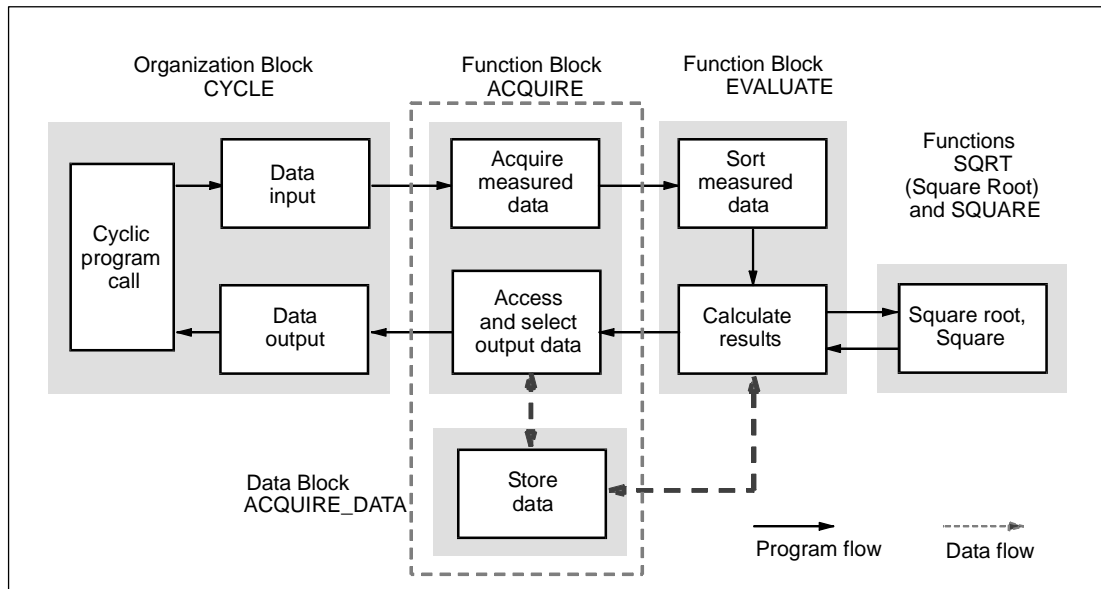 Organization Block
CYCLE
Function Block
ACQUIRE
Function Block
EVALUATE
Functions
SQRT
(Square Root)
and SQUARE
Cyclic
program
call
Data
input
Acquire
measured
data
Sort
measured
data
Data
output
Access
and select
output data
Calculate
results
Square root,
Square
Data Block
ACQUIRE_DATA
Store
data
Program flow
Data flow